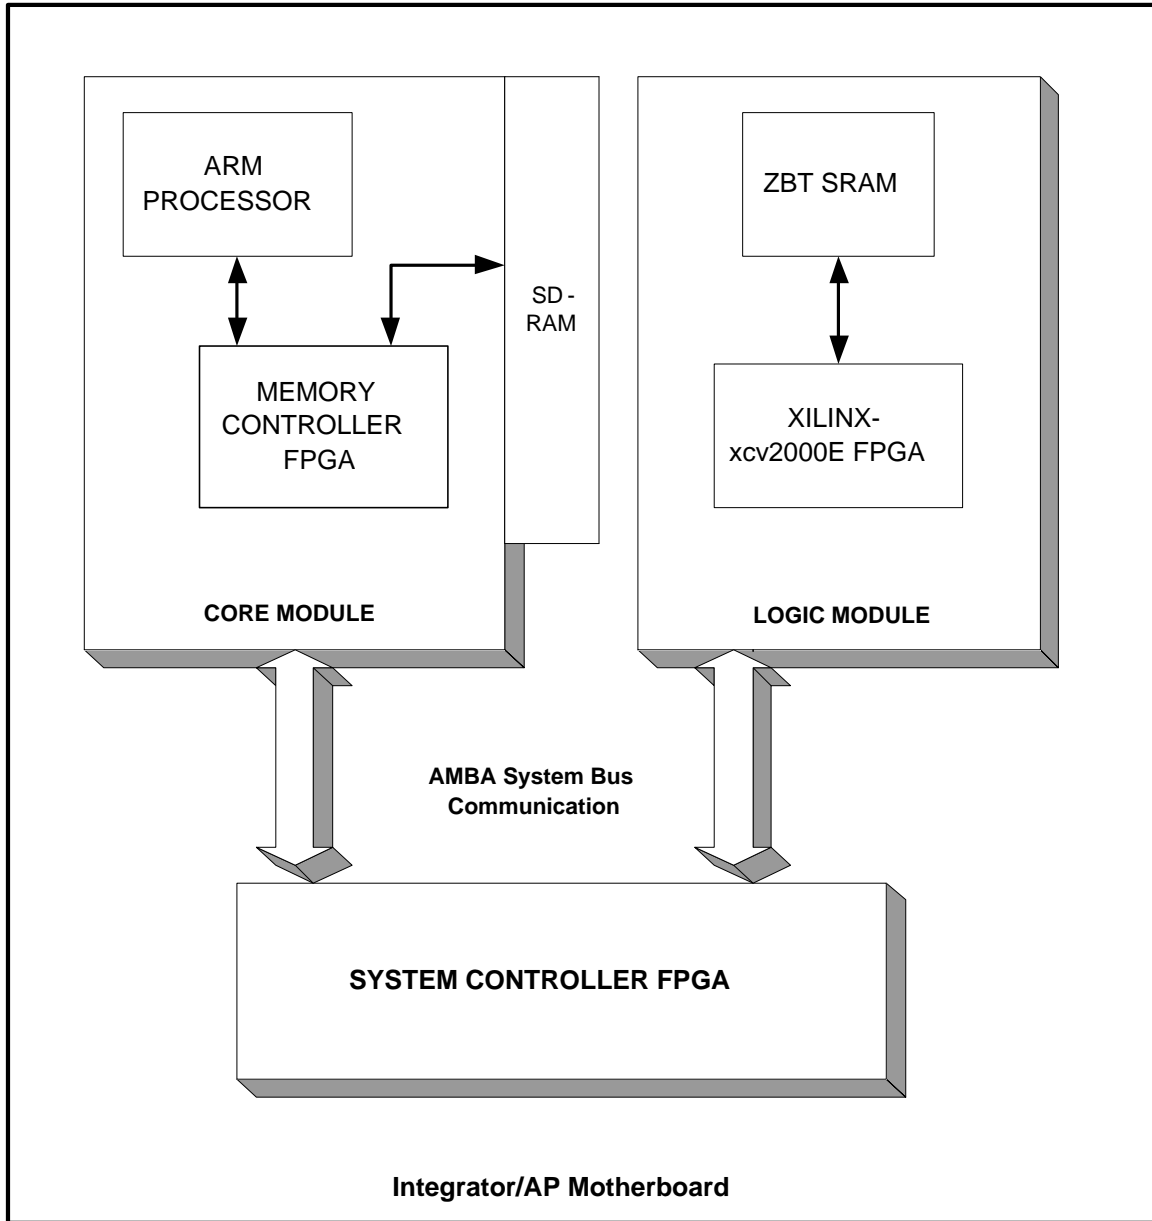 ARM
PROCESSOR
MEMORY
CONTROLLER
FPGA
SD-
RAM
CORE MODULE
ZBT SRAM
XILINX-
xcv2000E FPGA
LOGIC MODULE
AMBA System Bus
Communication
SYSTEM CONTROLLER FPGA
Integrator/AP Motherboard